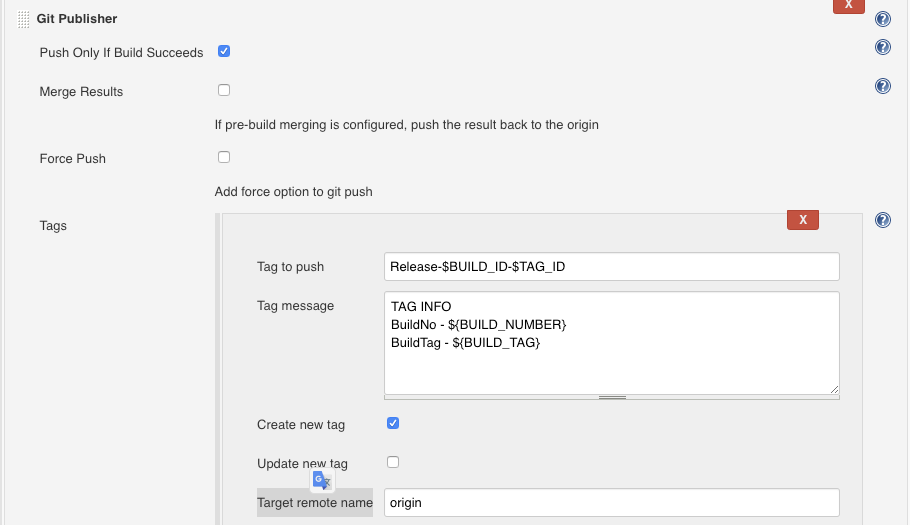 X
Git Publisher
?
Push Only If Build Succeeds
?
Merge Results
?
If pre-build merging is configured, push the result back to the origin
Force Push
Add force option to git push
Tags
X
?
Tag to push
Release-$BUILD_ID-$TAG_ID
Tag message
TAG INFO
BuildNo - ${BUILD_NUMBER}
BuildTag - ${BUILD_TAG}
Create new tag
Update new tag
G
Target remote name
origin